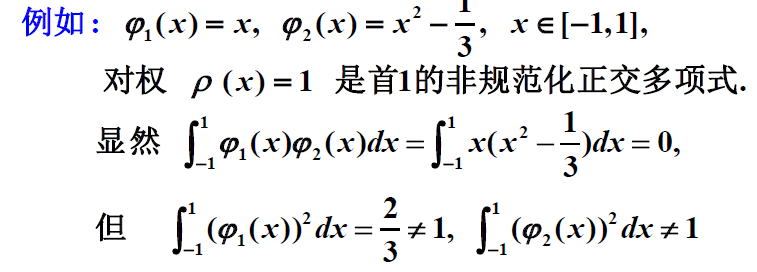 例如: φ₁(x) = x, φ₂(x) = x² − 1/3, x ∈ [−1,1],
对权 ρ(x) = 1 是首1的非规范化正交多项式.
显然 ∫₋₁¹ φ₁(x)φ₂(x)dx = ∫₋₁¹ x(x² − 1/3)dx = 0,
但 ∫₋₁¹ (φ₁(x))² dx = 2/3 ≠ 1, ∫₋₁¹ (φ₂(x))² dx ≠ 1